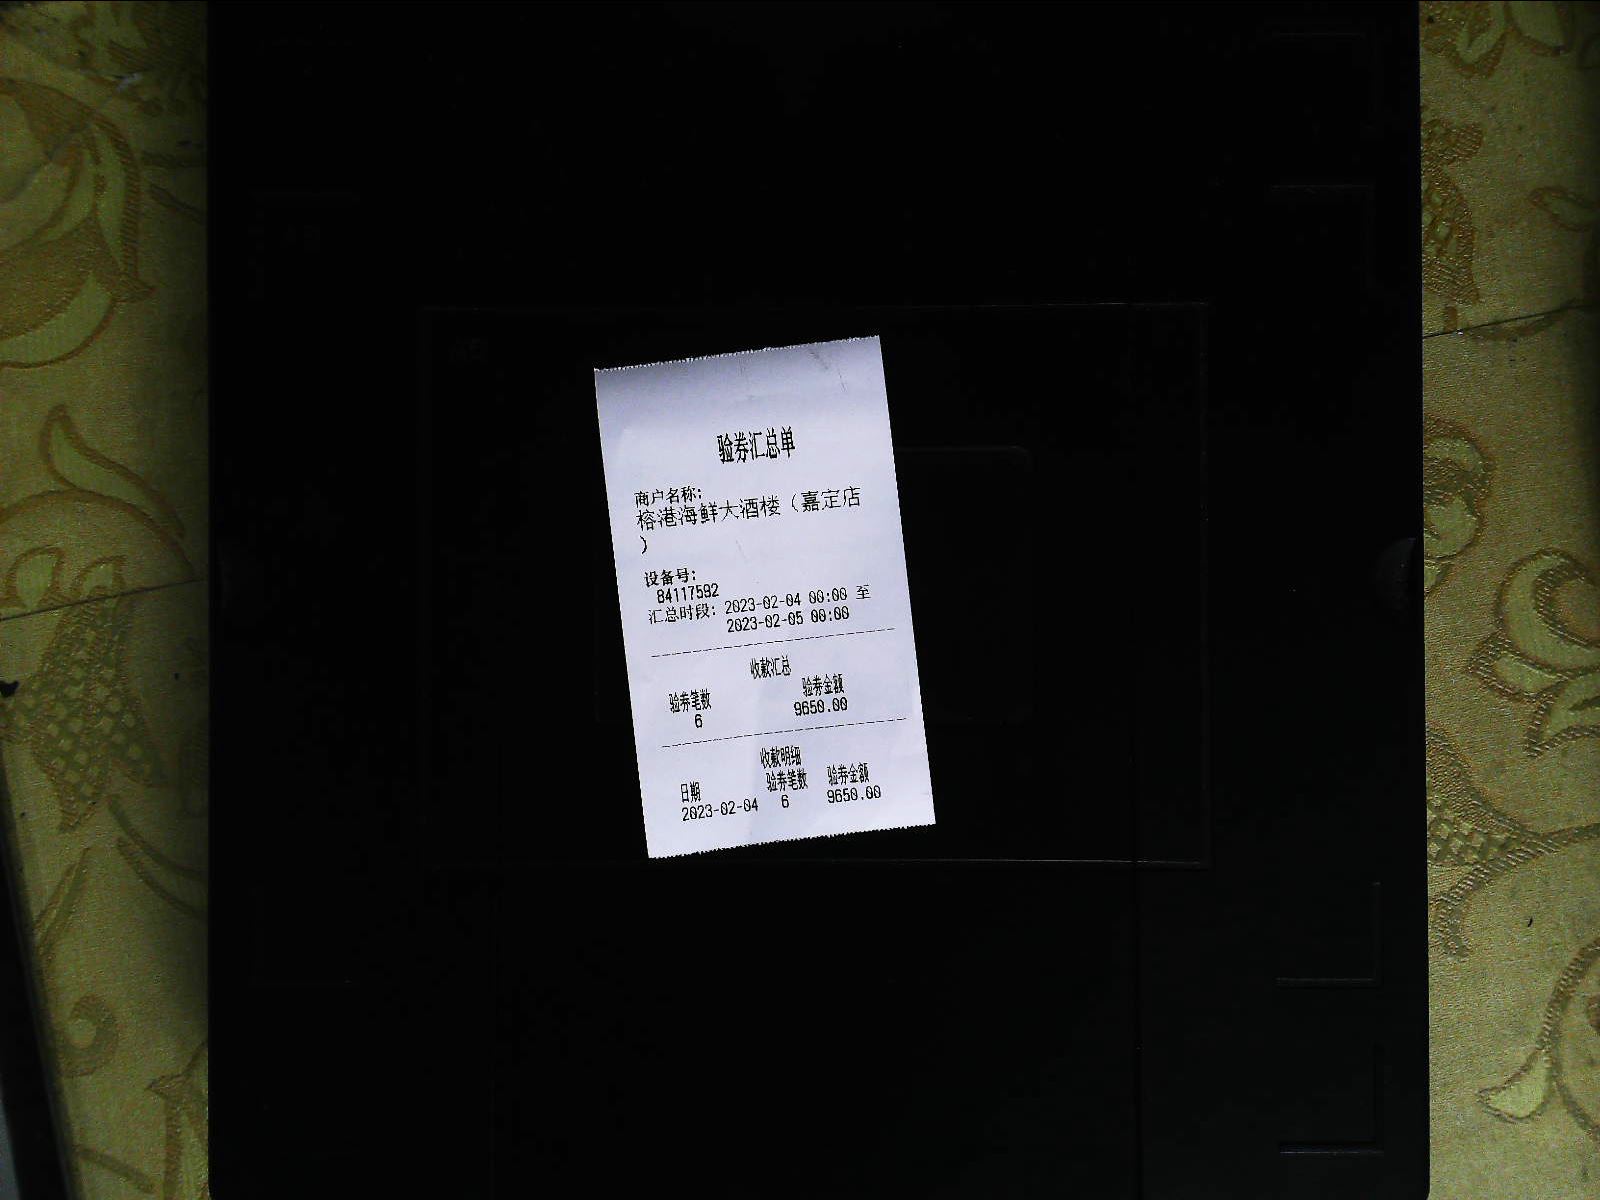 验券汇总单
商户名称:
榕港海鲜大酒楼（嘉定店
）
设备号:
84117592
汇总时段: 2023-02-04 00:00 至
2023-02-05 00:00
收款汇总
验券笔数 验券金额
6 9650.00
收款明细
日期 验券笔数 验券金额
2023-02-04 6 9650.00